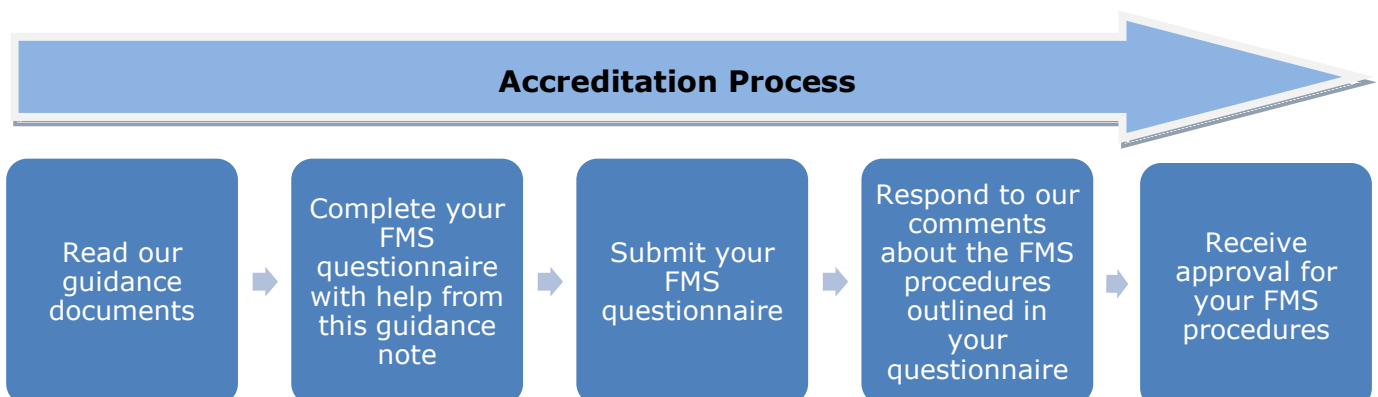 Accreditation Process
Read our
guidance
documents
Complete your
FMS
questionnaire
with help from
this guidance
note
Submit your
FMS
questionnaire
Respond to our
comments
about the FMS
procedures
outlined in
your
questionnaire
Receive
approval for
your FMS
procedures